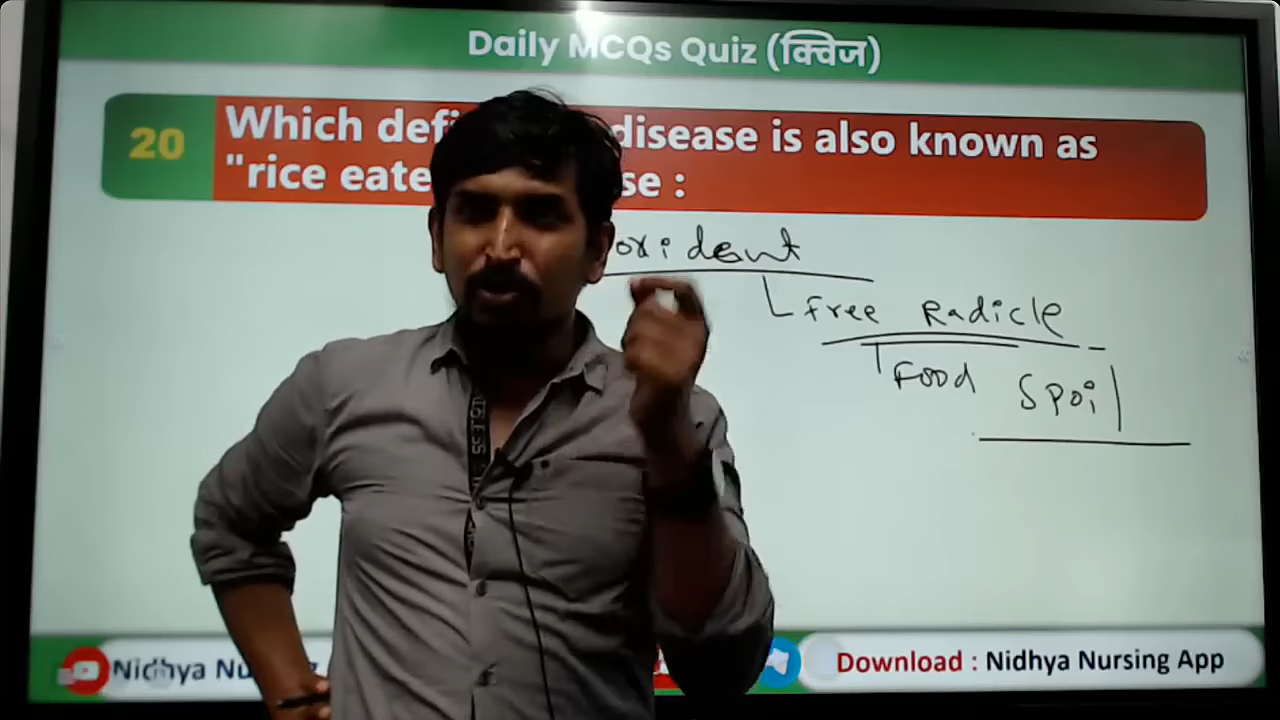 Daily MCQs Quiz (क्विज)
20 Which defi disease is also known as
"rice eate se :
oxident
free Radicle
Food Spoil
Nidhya Nu
Download : Nidhya Nursing App